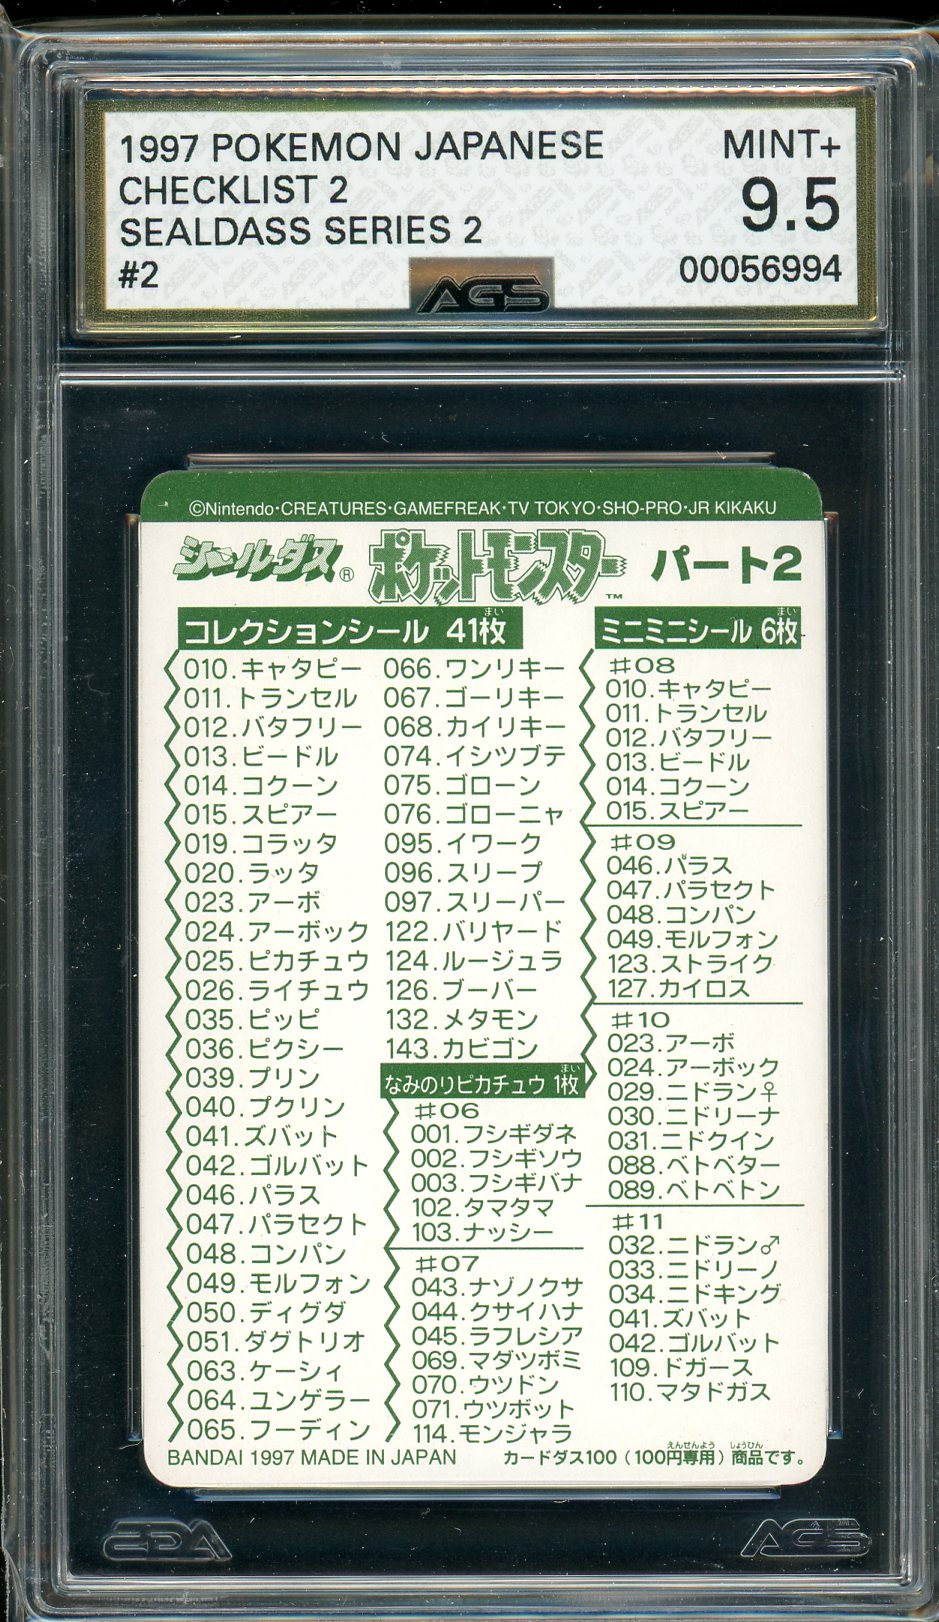 1997 POKEMON JAPANESE
CHECKLIST 2
SEALDASS SERIES 2
#2
MINT+
9.5
00056994
AGS
©Nintendo・CREATURES・GAMEFREAK・TV TOKYO・SHO-PRO・JR KIKAKU
シールダス® ポケットモンスター™ パート2
コレクションシール 41枚
まい
010.キャタピー
011.トランセル
012.バタフリー
013.ビードル
014.コクーン
015.スピアー
019.コラッタ
020.ラッタ
023.アーボ
024.アーボック
025.ピカチュウ
026.ライチュウ
035.ピッピ
036.ピクシー
039.プリン
040.プクリン
041.ズバット
042.ゴルバット
046.パラス
047.パラセクト
048.コンパン
049.モルフォン
050.ディグダ
051.ダグトリオ
063.ケーシィ
064.ユンゲラー
065.フーディン
066.ワンリキー
067.ゴーリキー
068.カイリキー
074.イシツブテ
075.ゴローン
076.ゴローニャ
095.イワーク
096.スリープ
097.スリーパー
122.バリヤード
124.ルージュラ
126.ブーバー
132.メタモン
143.カビゴン
なみのりピカチュウ 1枚
まい
#06
001.フシギダネ
002.フシギソウ
003.フシギバナ
102.タマタマ
103.ナッシー
#07
043.ナゾノクサ
044.クサイハナ
045.ラフレシア
069.マダツボミ
070.ウツドン
071.ウツボット
114.モンジャラ
ミニミニシール 6枚
まい
#08
010.キャタピー
011.トランセル
012.バタフリー
013.ビードル
014.コクーン
015.スピアー
#09
046.パラス
047.パラセクト
048.コンパン
049.モルフォン
123.ストライク
127.カイロス
#10
023.アーボ
024.アーボック
029.ニドラン♀
030.ニドリーナ
031.ニドクイン
088.ベトベター
089.ベトベトン
#11
032.ニドラン♂
033.ニドリーノ
034.ニドキング
041.ズバット
042.ゴルバット
109.ドガース
110.マタドガス
BANDAI 1997 MADE IN JAPAN
えんせんよう しょうひん
カードダス100（100円専用）商品です。
AGS
AGS